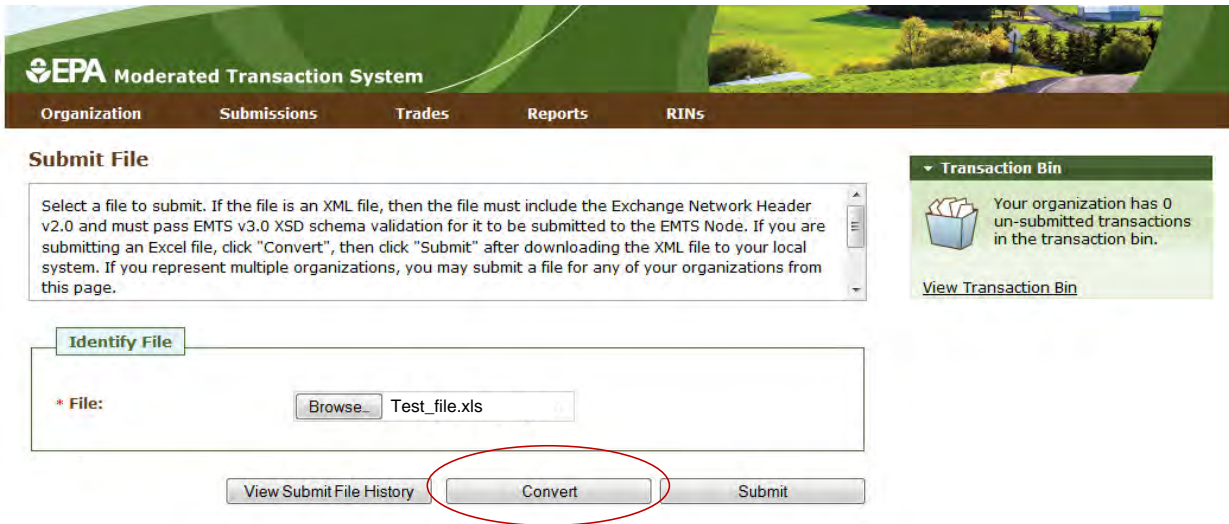 EPA Moderated Transaction System
Organization Submissions Trades Reports RINs
Submit File
Select a file to submit. If the file is an XML file, then the file must include the Exchange Network Header
v2.0 and must pass EMTS v3.0 XSD schema validation for it to be submitted to the EMTS Node. If you are
submitting an Excel file, click "Convert", then click "Submit" after downloading the XML file to your local
system. If you represent multiple organizations, you may submit a file for any of your organizations from
this page.
Transaction Bin
Your organization has 0
un-submitted transactions
in the transaction bin.
View Transaction Bin
Identify File
* File:
Browse... Test_file.xls
View Submit File History Convert Submit